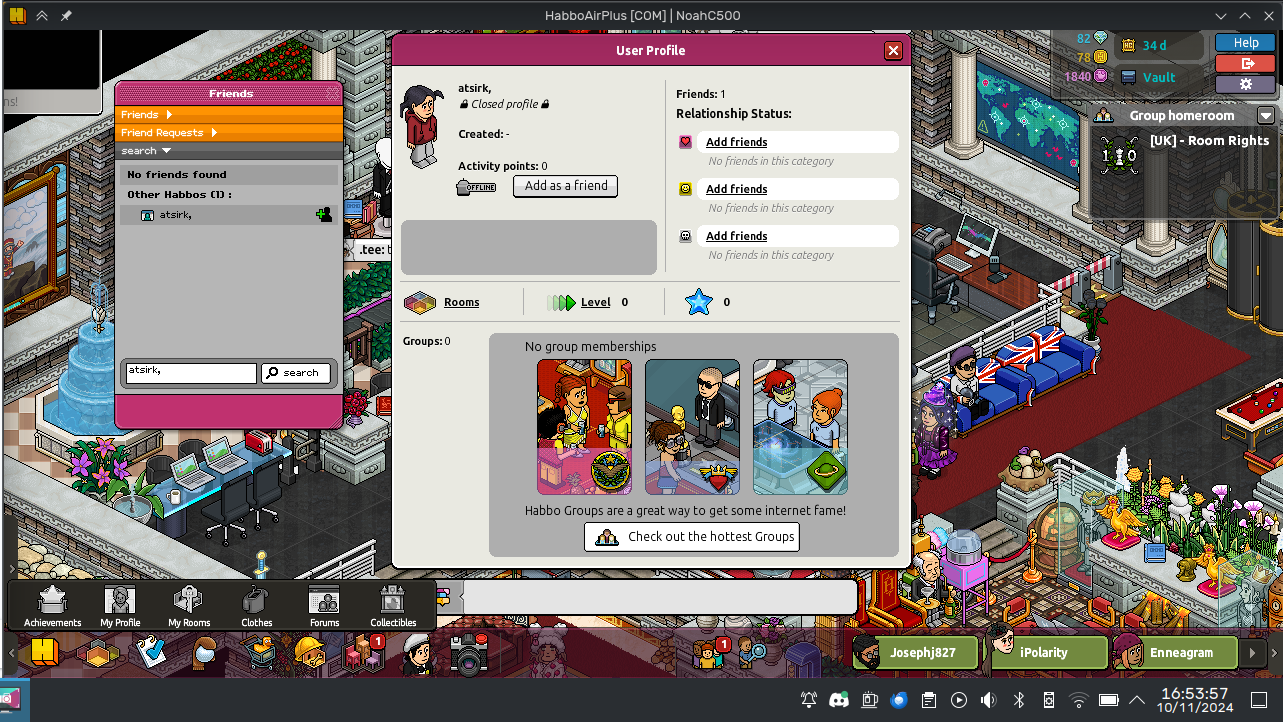 HabboAirPlus [COM] | NoahC500
ns!
Friends
Friends
Friend Requests
search
No friends found
Other Habbos (1) :
atsirk,
atsirk,
search
.tee: t
User Profile
atsirk,
Closed profile
Created: -
Activity points: 0
OFFLINE
Add as a friend
Friends: 1
Relationship Status:
Add friends
No friends in this category
Add friends
No friends in this category
Add friends
No friends in this category
Rooms
Level 0
0
Groups: 0
No group memberships
Habbo Groups are a great way to get some internet fame!
Check out the hottest Groups
82
78
1840
HC
34 d
Vault
Help
Group homeroom
[UK] - Room Rights
Achievements
My Profile
My Rooms
Clothes
Forums
Collectibles
1
1
Josephj827
iPolarity
Enneagram
16:53:57
10/11/2024